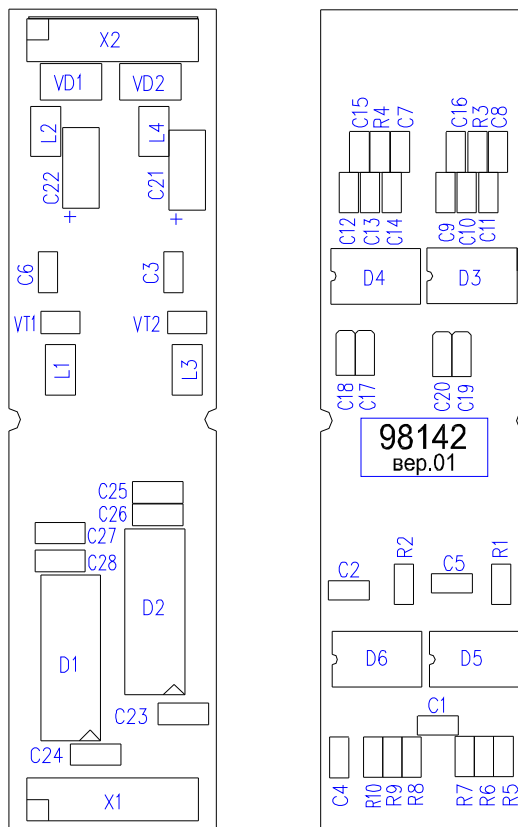 X2
VD1 VD2
L2 L4
C22 C21
+ +
C6 C3
VT1 VT2
L1 L3
C25
C26
C27
C28
D2
D1
C23
C24
X1
C15 R4 C7 C16 R3 C8
C12 C13 C14 C9 C10 C11
D4 D3
C18 C17 C20 C19
98142
вер.01
C2 R2 C5 R1
D6 D5
C1
C4 R10 R9 R8 R7 R6 R5